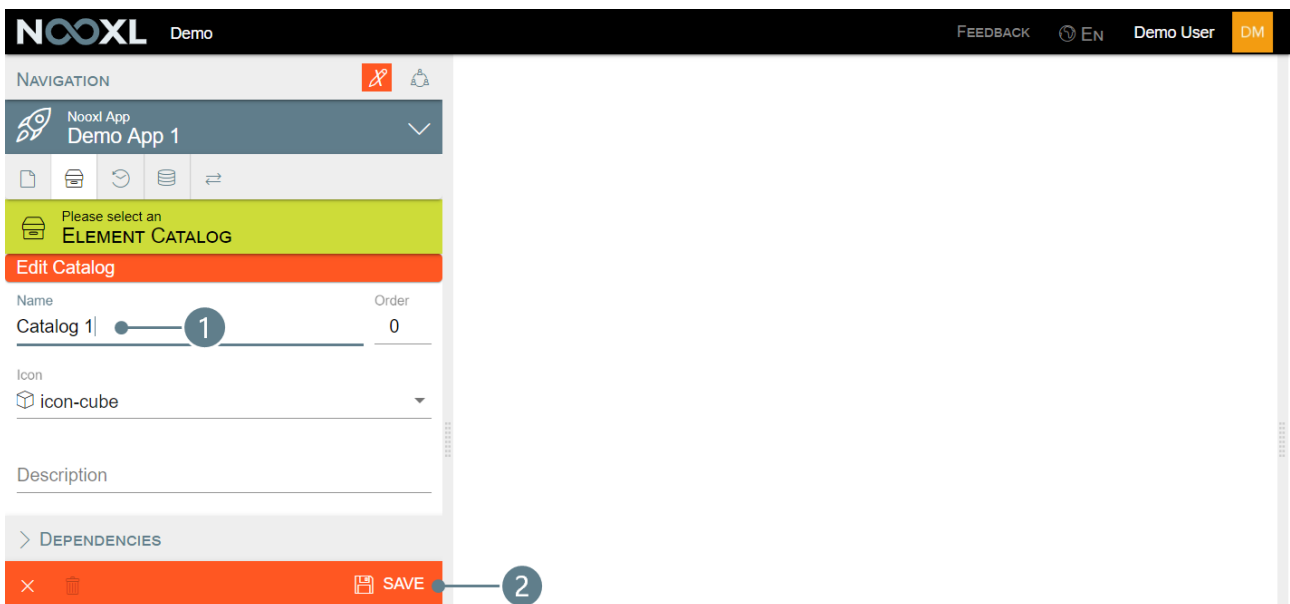 NOOXL Demo FEEDBACK EN Demo User DM
NAVIGATION
Nooxl App
Demo App 1
Please select an
ELEMENT CATALOG
Edit Catalog
Name Order
Catalog 1 1 0
Icon
icon-cube
Description
DEPENDENCIES
SAVE 2